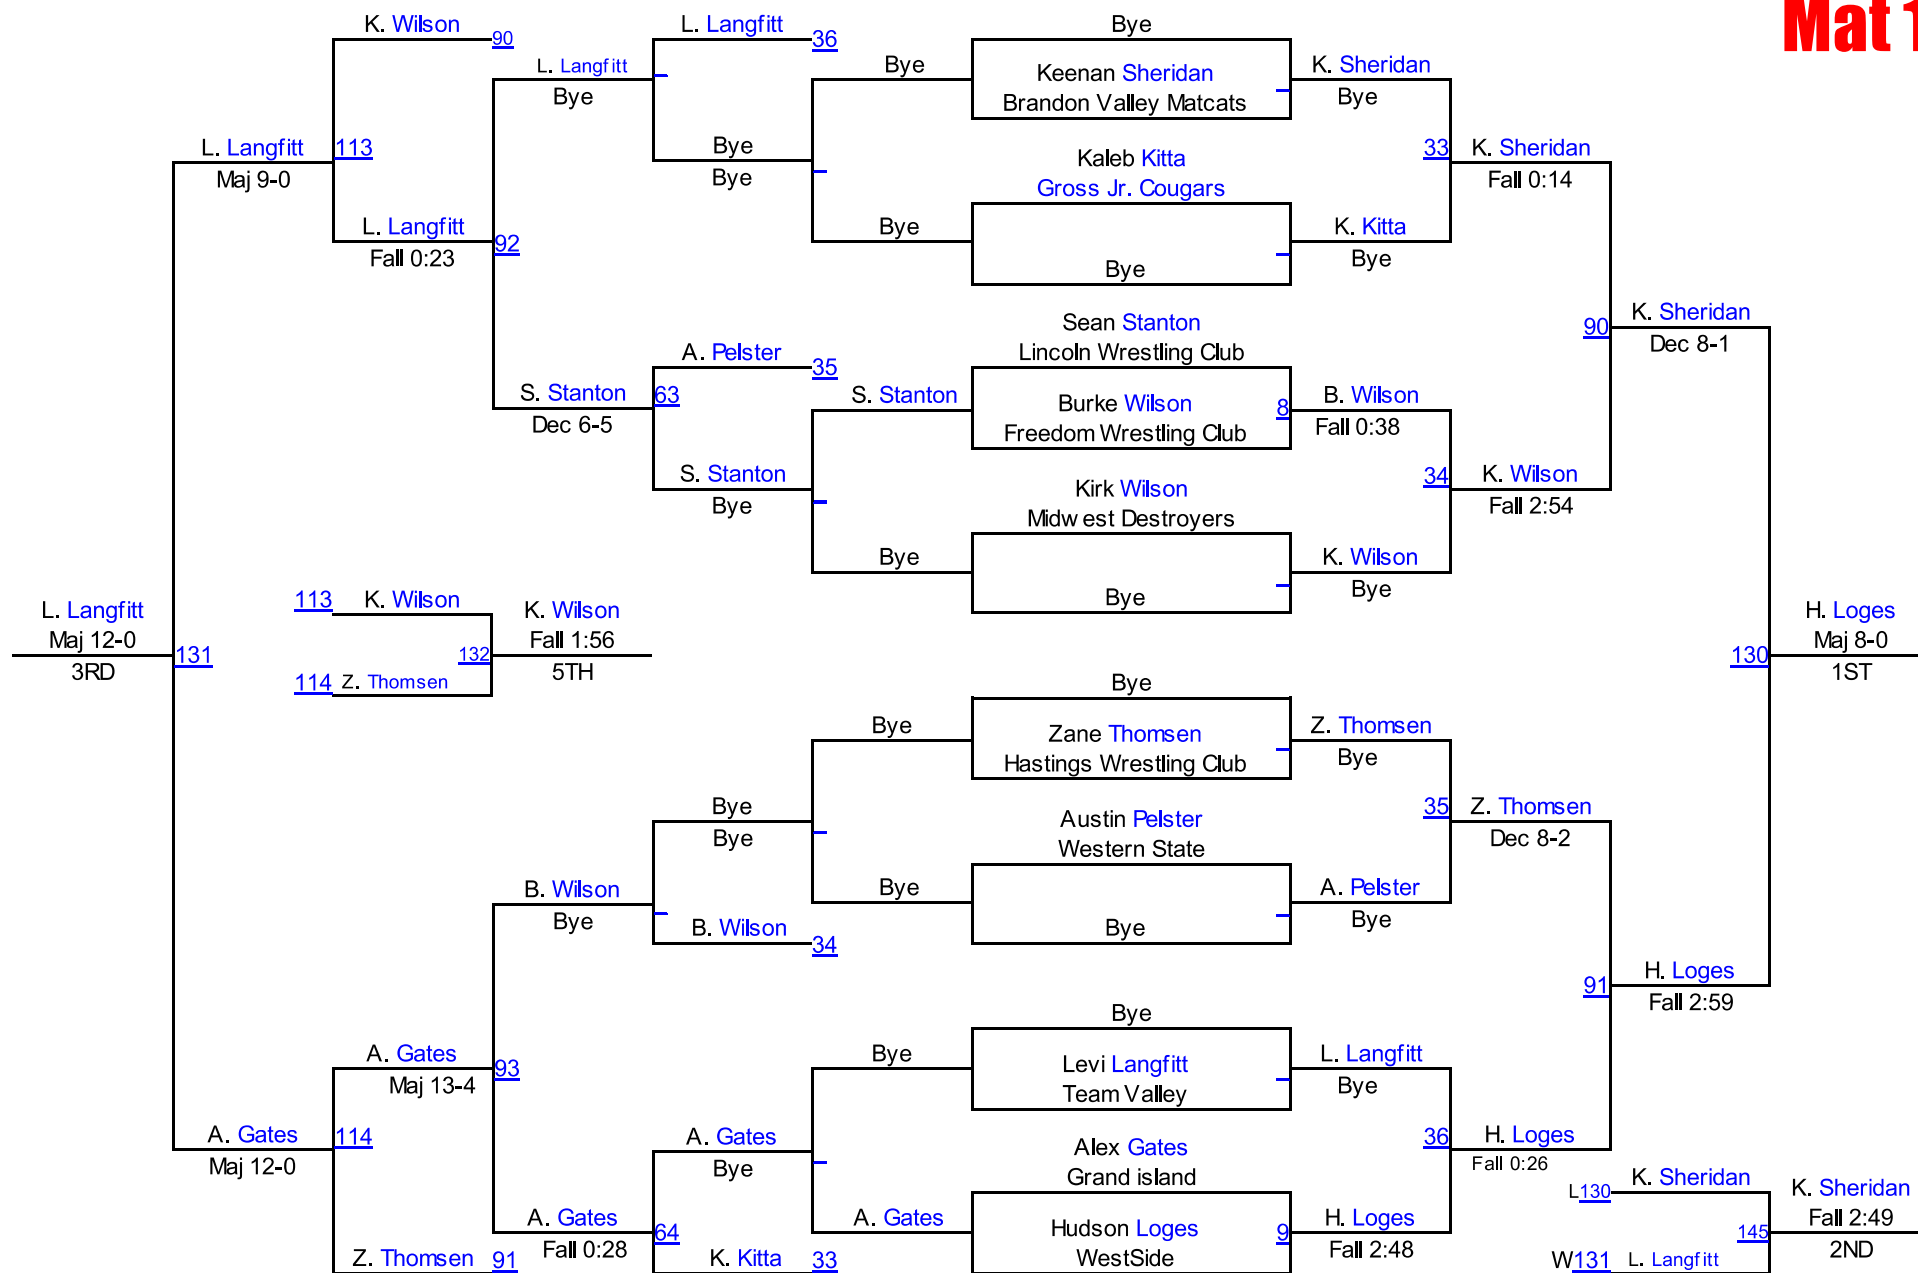 Mat 1
K. Wilson
90
L. Langfitt
36
Bye
L. Langfitt
Bye
Bye
Keenan Sheridan
Brandon Valley Matcats
K. Sheridan
Bye
L. Langfitt
Maj 9-0
113
Bye
Bye
Kaleb Kitta
Gross Jr. Cougars
33
K. Sheridan
Fall 0:14
L. Langfitt
Fall 0:23
92
Bye
Bye
K. Kitta
Bye
Sean Stanton
Lincoln Wrestling Club
90
K. Sheridan
Dec 8-1
A. Pelster
35
S. Stanton
Dec 6-5
63
S. Stanton
Burke Wilson
Freedom Wrestling Club
8
B. Wilson
Fall 0:38
S. Stanton
Bye
Kirk Wilson
Midwest Destroyers
34
K. Wilson
Fall 2:54
Bye
Bye
K. Wilson
Bye
L. Langfitt
Maj 12-0
3RD
131
113
K. Wilson
114
Z. Thomsen
132
K. Wilson
Fall 1:56
5TH
130
H. Loges
Maj 8-0
1ST
Bye
Bye
Zane Thomsen
Hastings Wrestling Club
Z. Thomsen
Bye
Bye
Bye
Austin Pelster
Western State
35
Z. Thomsen
Dec 8-2
B. Wilson
Bye
Bye
Bye
A. Pelster
Bye
B. Wilson
34
91
H. Loges
Fall 2:59
Bye
A. Gates
Maj 13-4
93
Bye
Levi Langfitt
Team Valley
L. Langfitt
Bye
A. Gates
Maj 12-0
114
A. Gates
Bye
Alex Gates
Grand island
36
H. Loges
Fall 0:26
A. Gates
Fall 0:28
64
A. Gates
Hudson Loges
WestSide
9
H. Loges
Fall 2:48
L130
K. Sheridan
145
K. Sheridan
Fall 2:49
2ND
Z. Thomsen
91
K. Kitta
33
W131
L. Langfitt